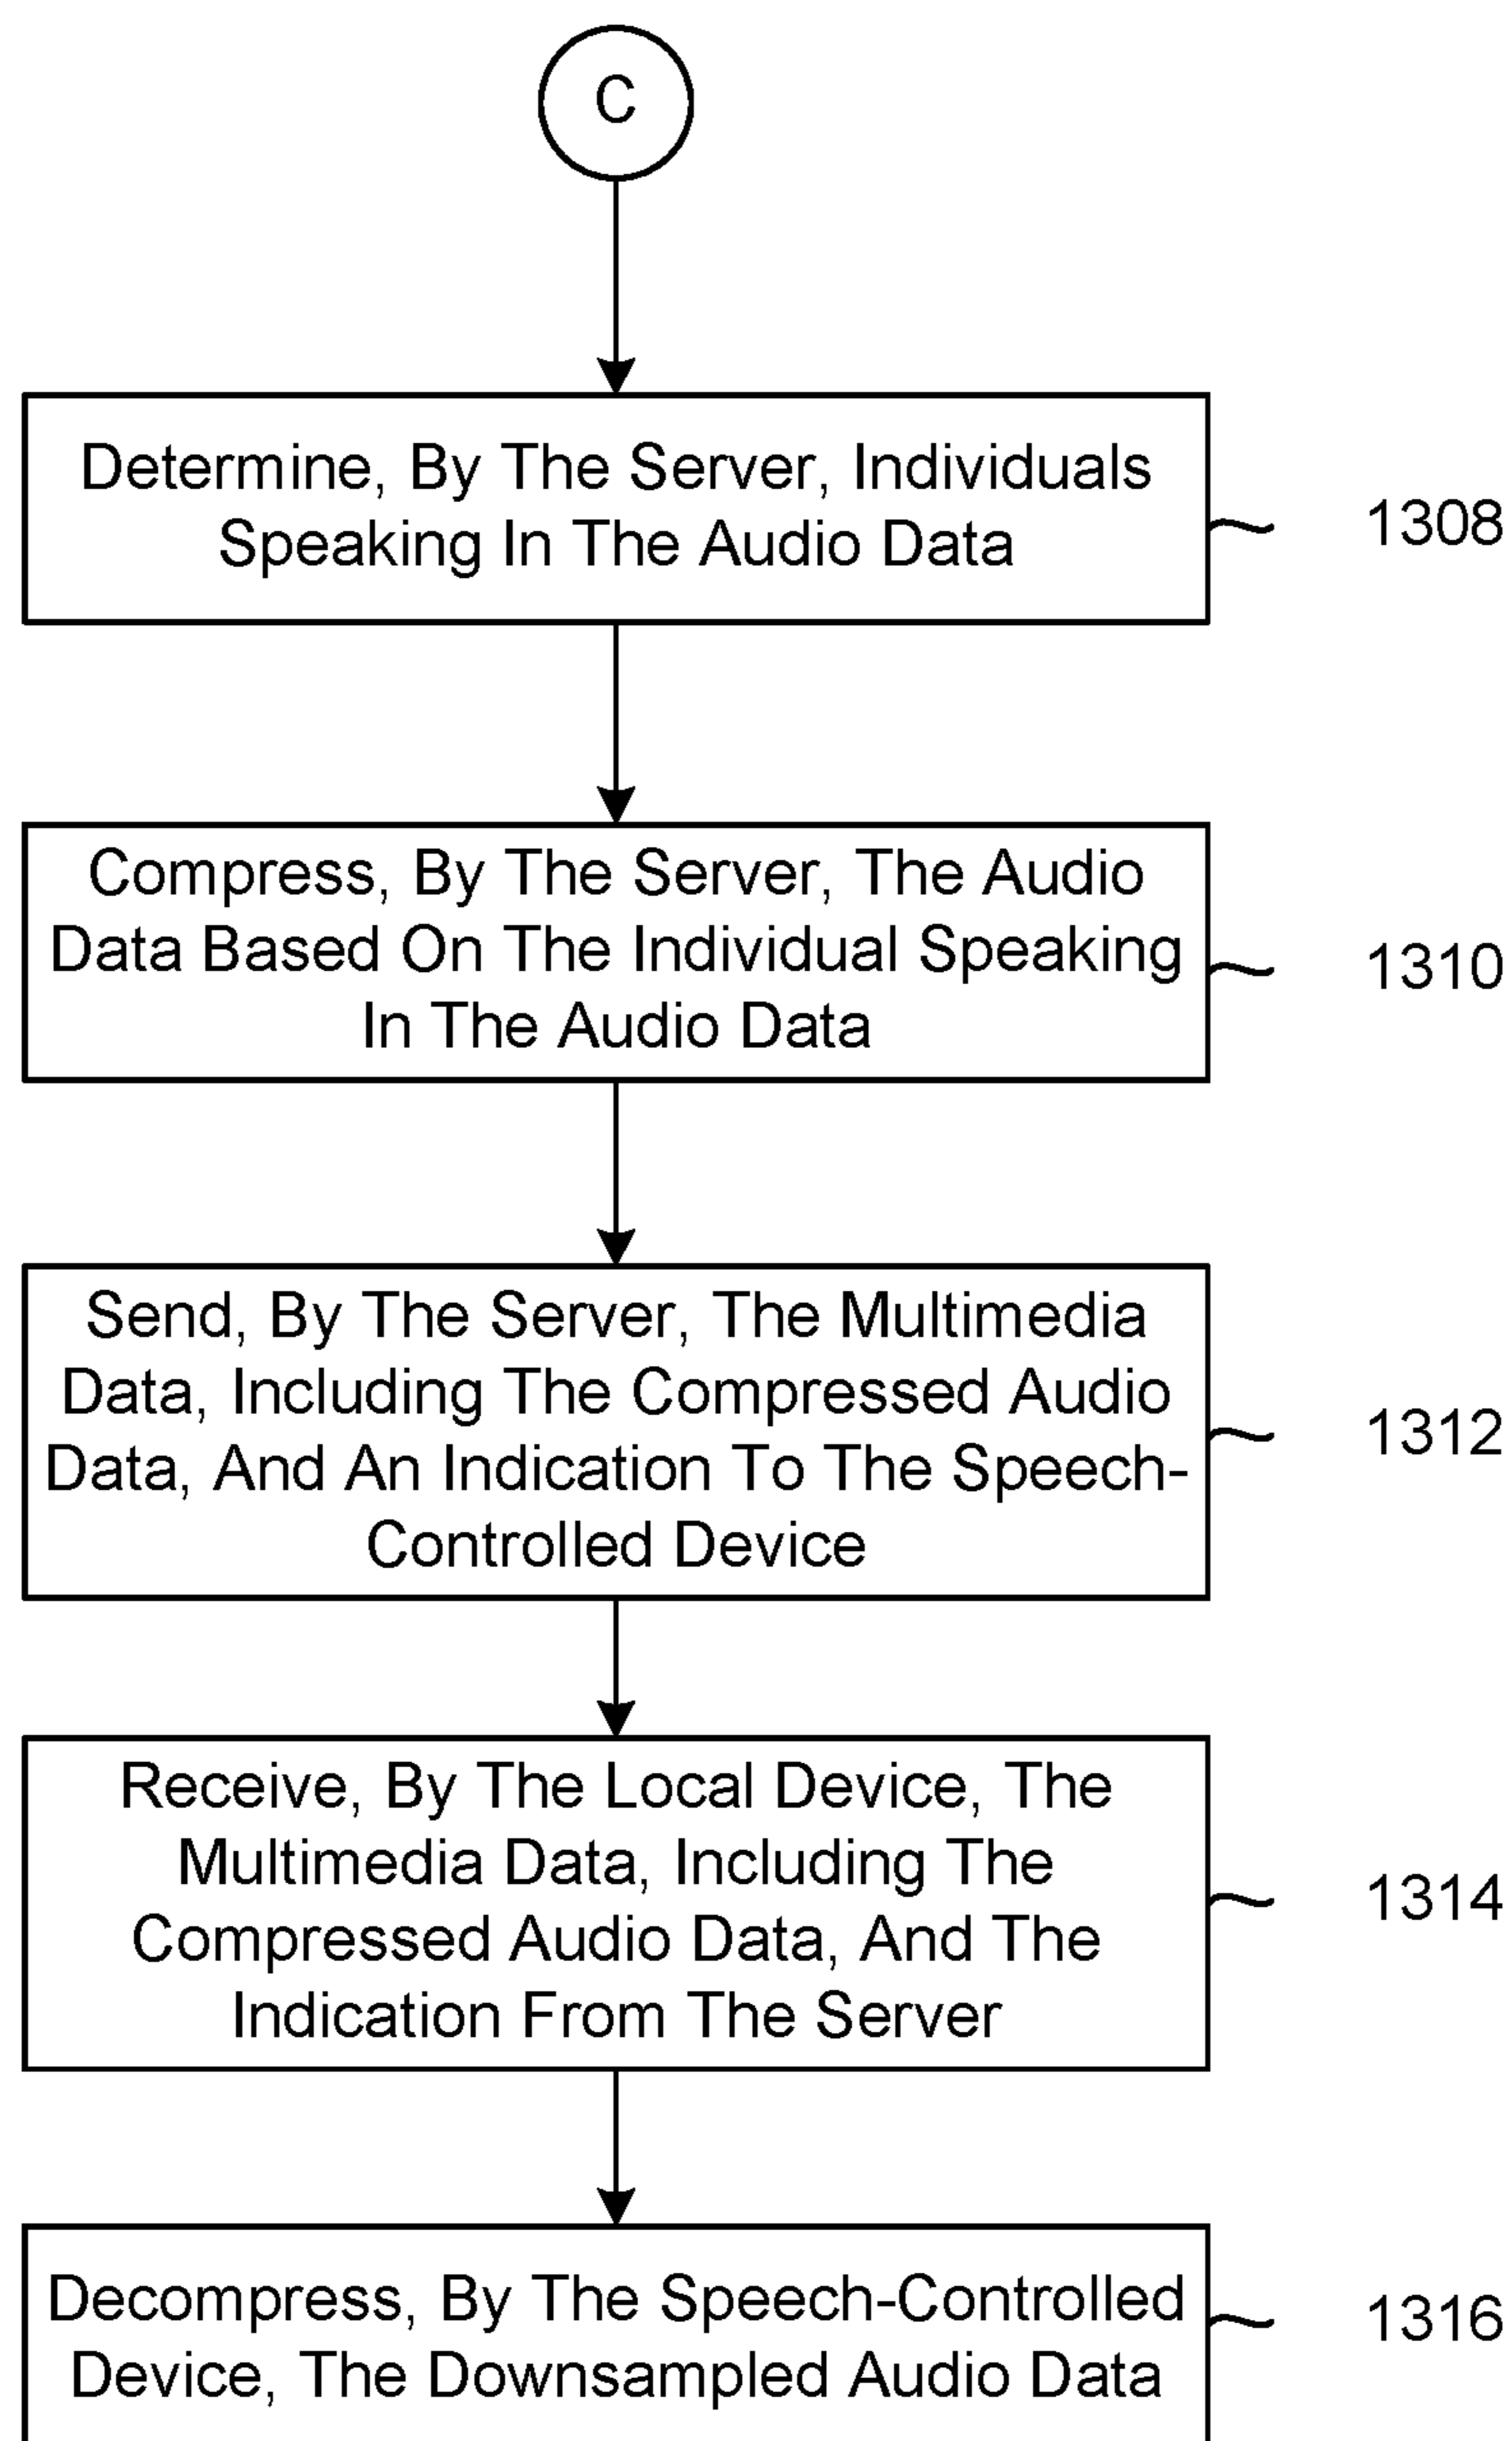 C
Determine, By The Server, Individuals
Speaking In The Audio Data
1308
Compress, By The Server, The Audio
Data Based On The Individual Speaking
In The Audio Data
1310
Send, By The Server, The Multimedia
Data, Including The Compressed Audio
Data, And An Indication To The Speech-
Controlled Device
1312
Receive, By The Local Device, The
Multimedia Data, Including The
Compressed Audio Data, And The
Indication From The Server
1314
Decompress, By The Speech-Controlled
Device, The Downsampled Audio Data
1316